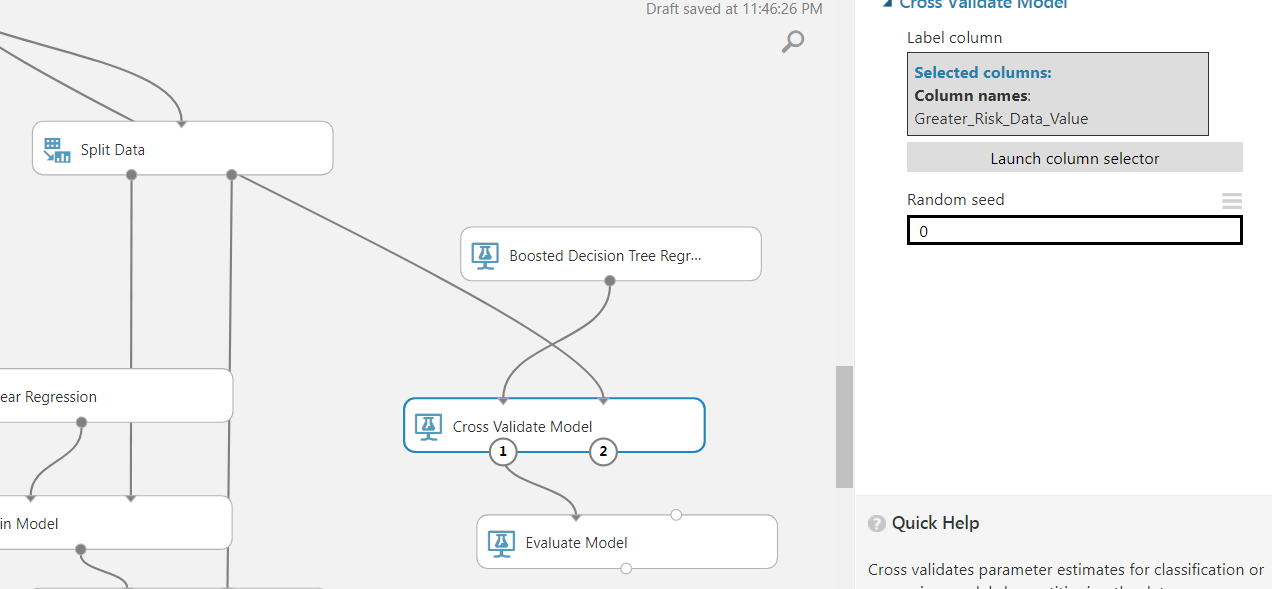 Draft saved at 11:46:26 PM
Split Data
Boosted Decision Tree Regr...
ear Regression
Cross Validate Model
1
2
in Model
Evaluate Model
Cross Validate Model
Label column
Selected columns:
Column names:
Greater_Risk_Data_Value
Launch column selector
Random seed
0
? Quick Help
Cross validates parameter estimates for classification or